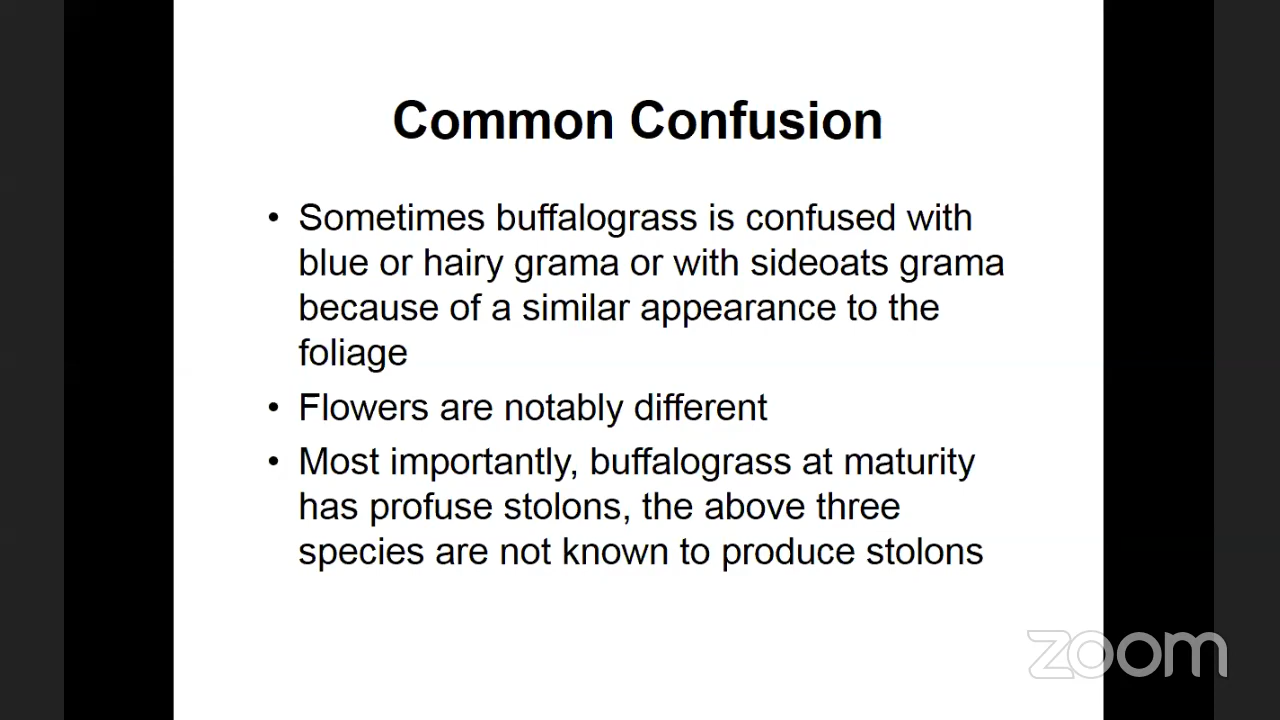 Common Confusion
• Sometimes buffalograss is confused with
blue or hairy grama or with sideoats grama
because of a similar appearance to the
foliage
• Flowers are notably different
• Most importantly, buffalograss at maturity
has profuse stolons, the above three
species are not known to produce stolons
zoom